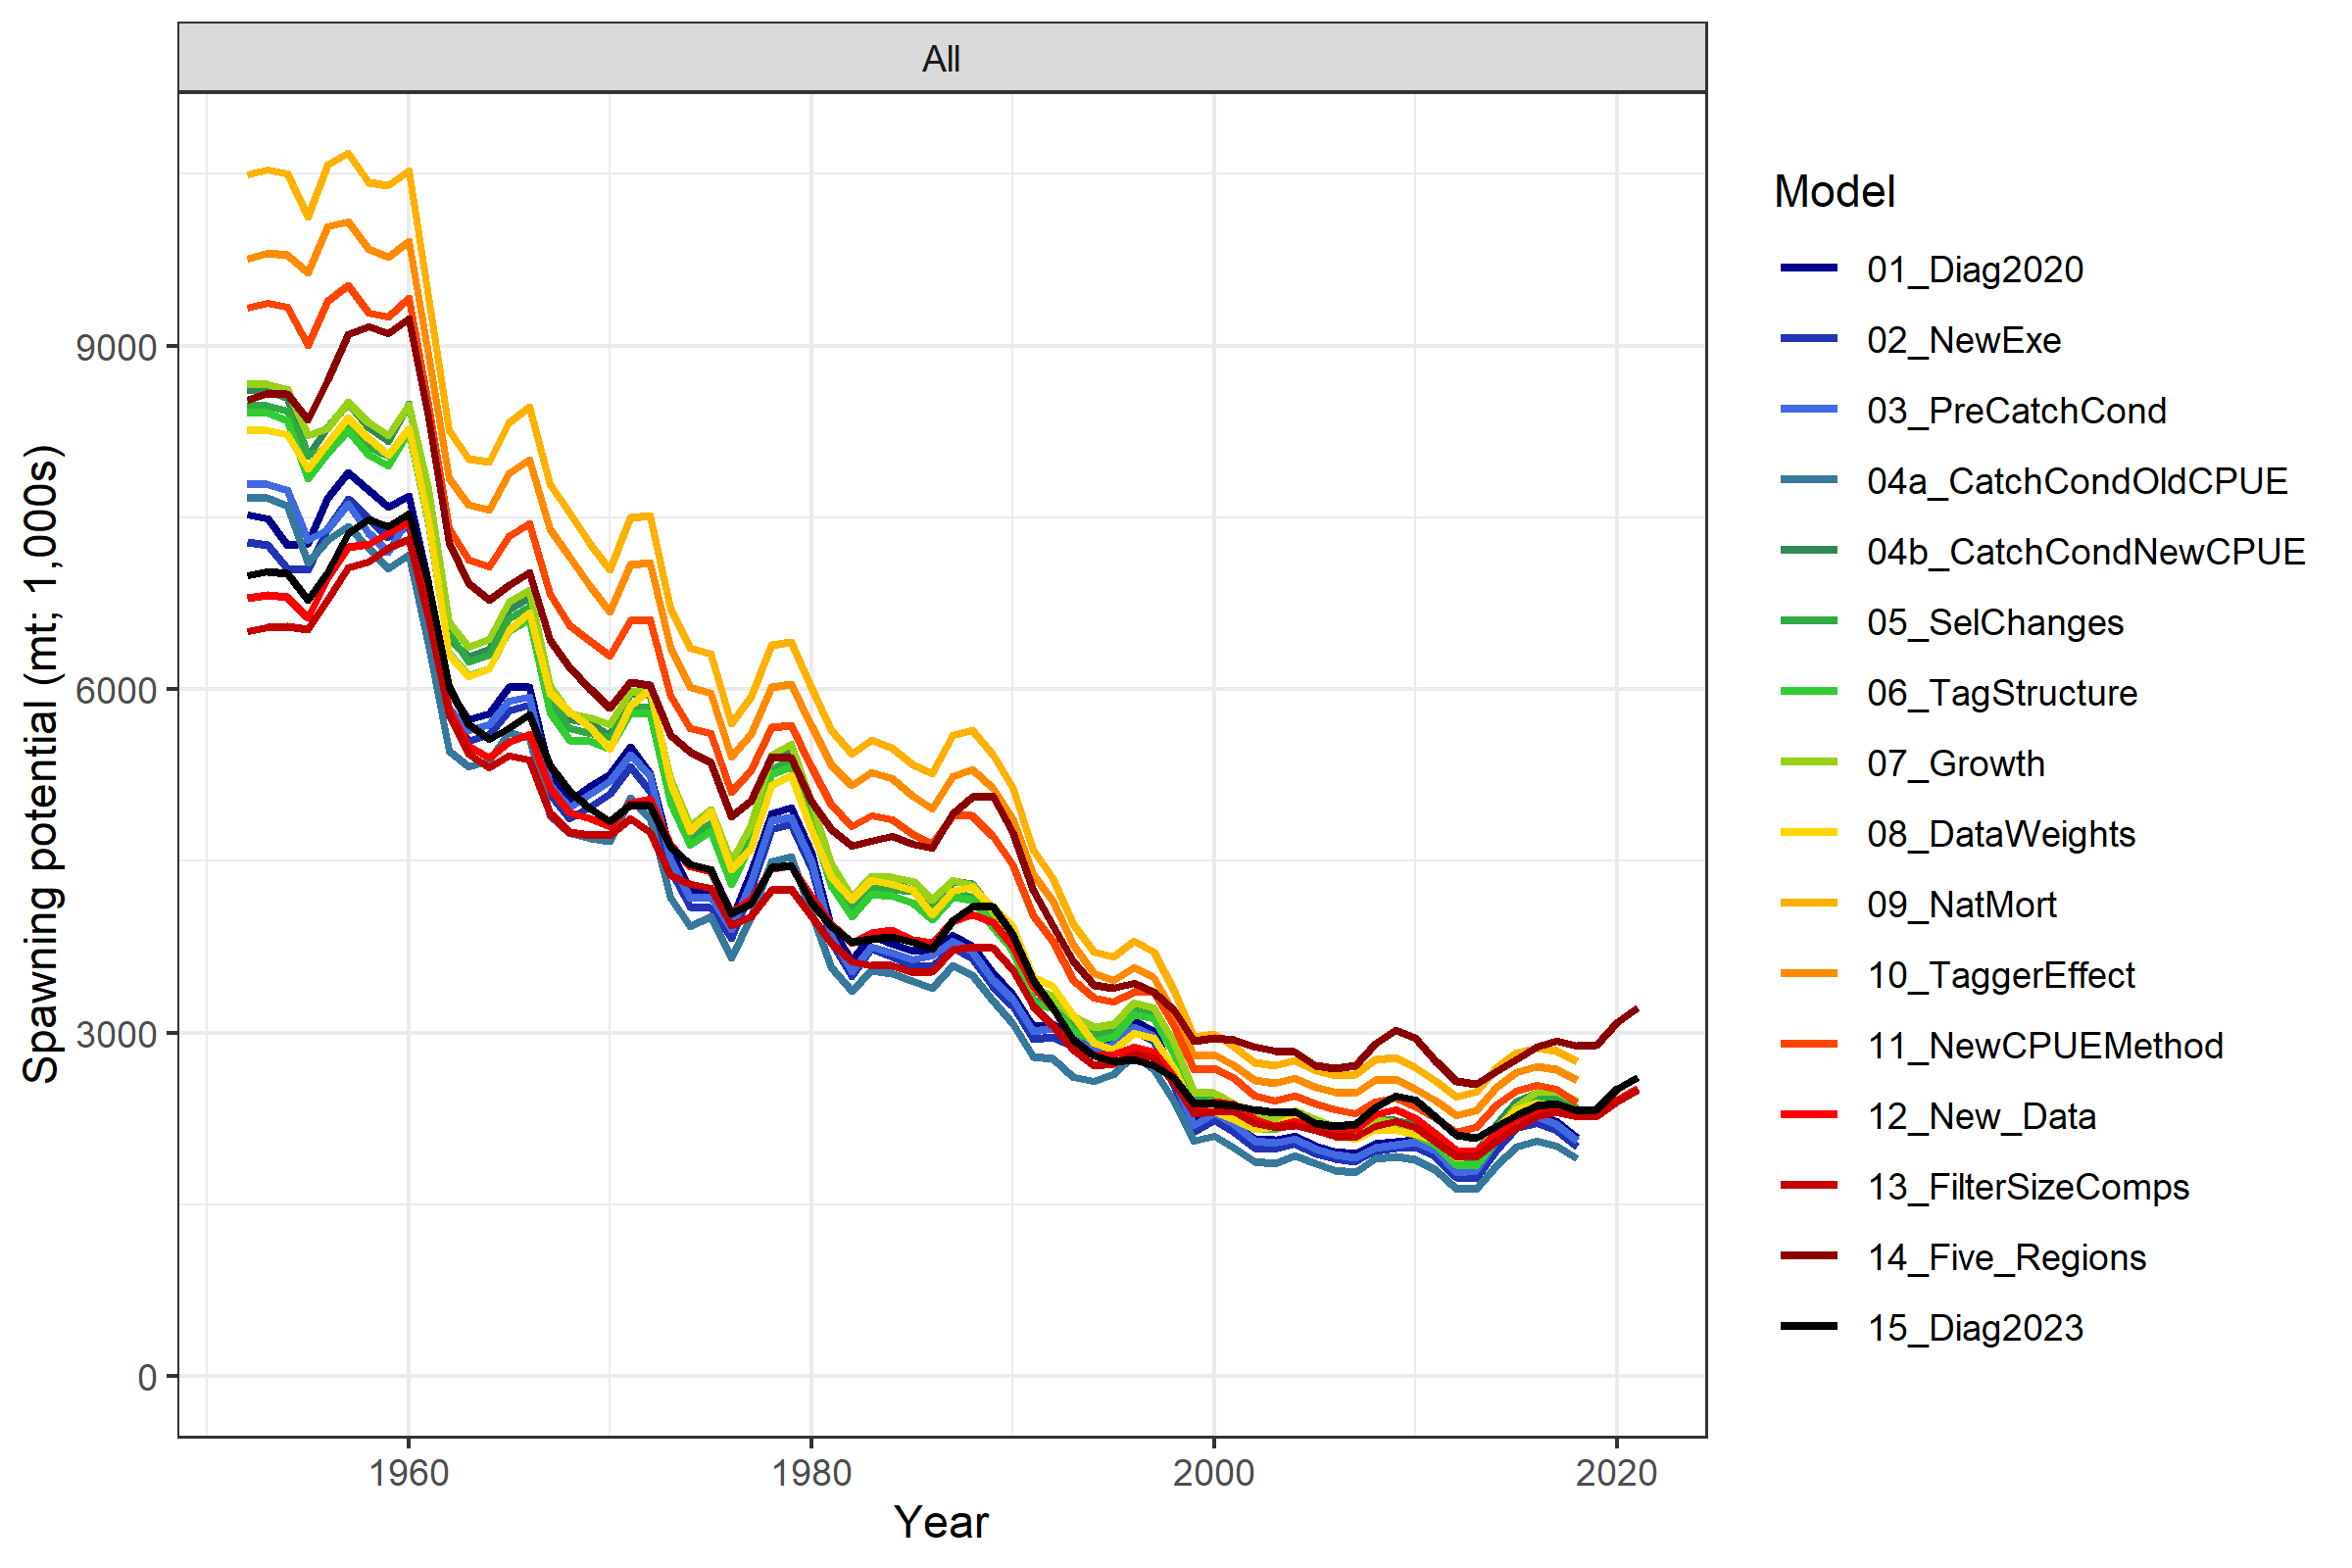 All
Spawning potential (mt; 1,000s)
9000
6000
3000
0
1960
1980
2000
2020
Year
Model
01_Diag2020
02_NewExe
03_PreCatchCond
04a_CatchCondOldCPUE
04b_CatchCondNewCPUE
05_SelChanges
06_TagStructure
07_Growth
08_DataWeights
09_NatMort
10_TaggerEffect
11_NewCPUEMethod
12_New_Data
13_FilterSizeComps
14_Five_Regions
15_Diag2023